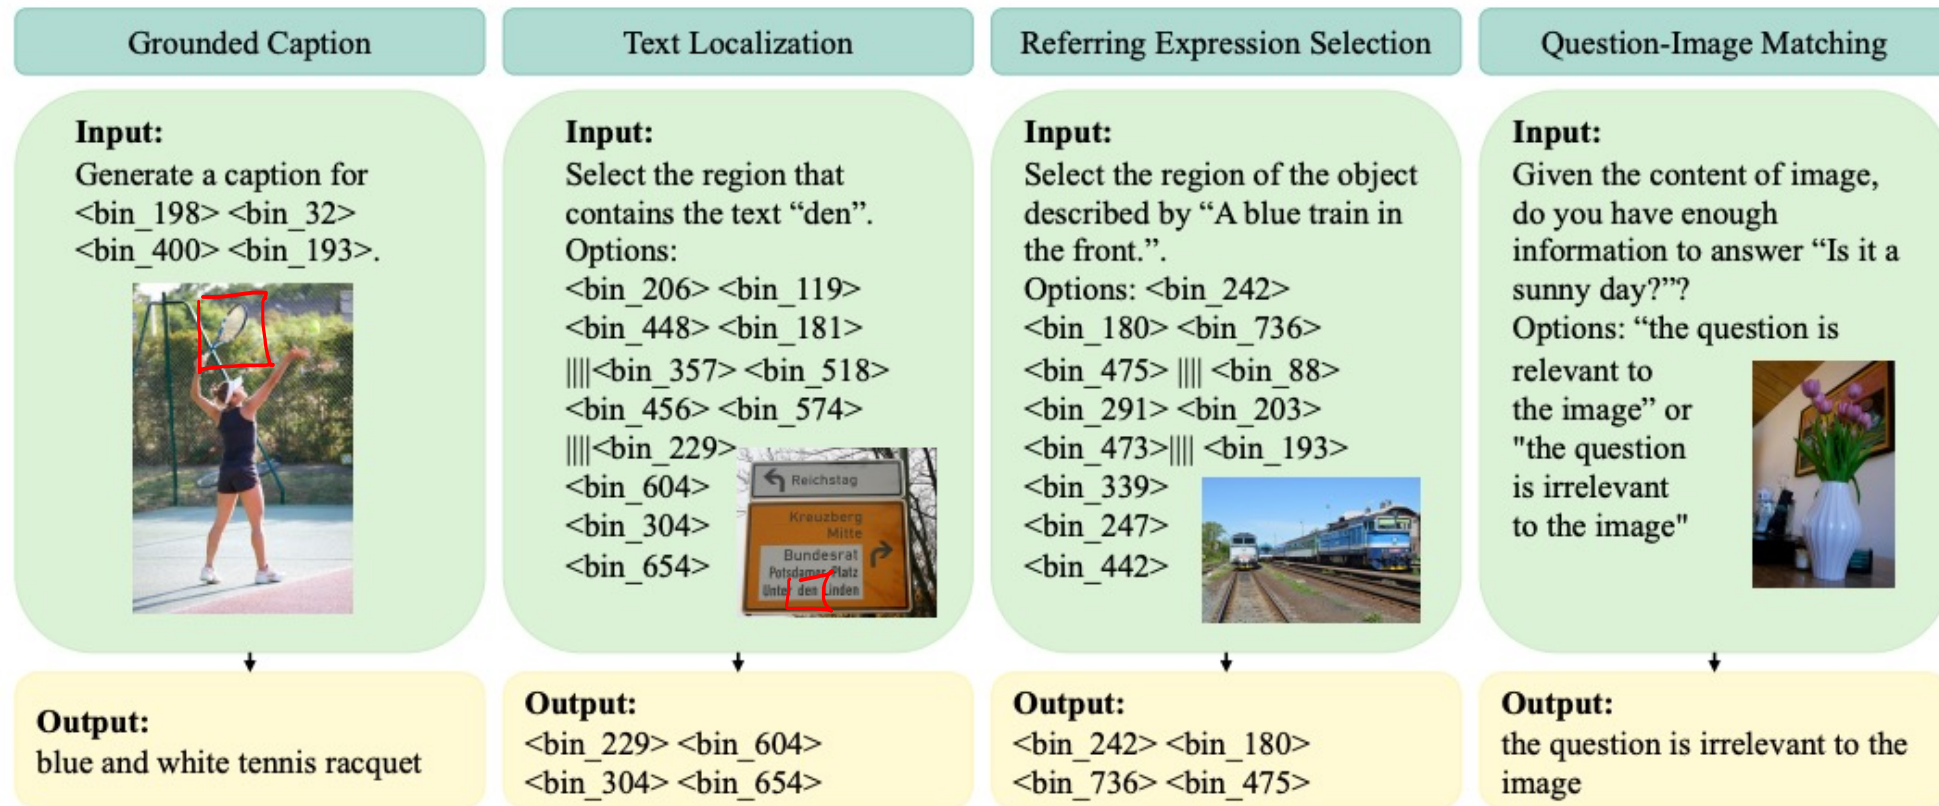 Grounded Caption
Input:
Generate a caption for
<bin_198> <bin_32>
<bin_400> <bin_193>.
Output:
blue and white tennis racquet
Text Localization
Input:
Select the region that
contains the text “den”.
Options:
<bin_206> <bin_119>
<bin_448> <bin_181>
||||<bin_357> <bin_518>
<bin_456> <bin_574>
||||<bin_229>
<bin_604>
<bin_304>
<bin_654>
Reichstag
Kreuzberg
Mitte
Bundesrat
Potsdamer Platz
Unter den Linden
Output:
<bin_229> <bin_604>
<bin_304> <bin_654>
Referring Expression Selection
Input:
Select the region of the object
described by “A blue train in
the front.”.
Options: <bin_242>
<bin_180> <bin_736>
<bin_475> |||| <bin_88>
<bin_291> <bin_203>
<bin_473>|||| <bin_193>
<bin_339>
<bin_247>
<bin_442>
Output:
<bin_242> <bin_180>
<bin_736> <bin_475>
Question-Image Matching
Input:
Given the content of image,
do you have enough
information to answer “Is it a
sunny day?”?
Options: “the question is
relevant to
the image” or
"the question
is irrelevant
to the image"
Output:
the question is irrelevant to the
image